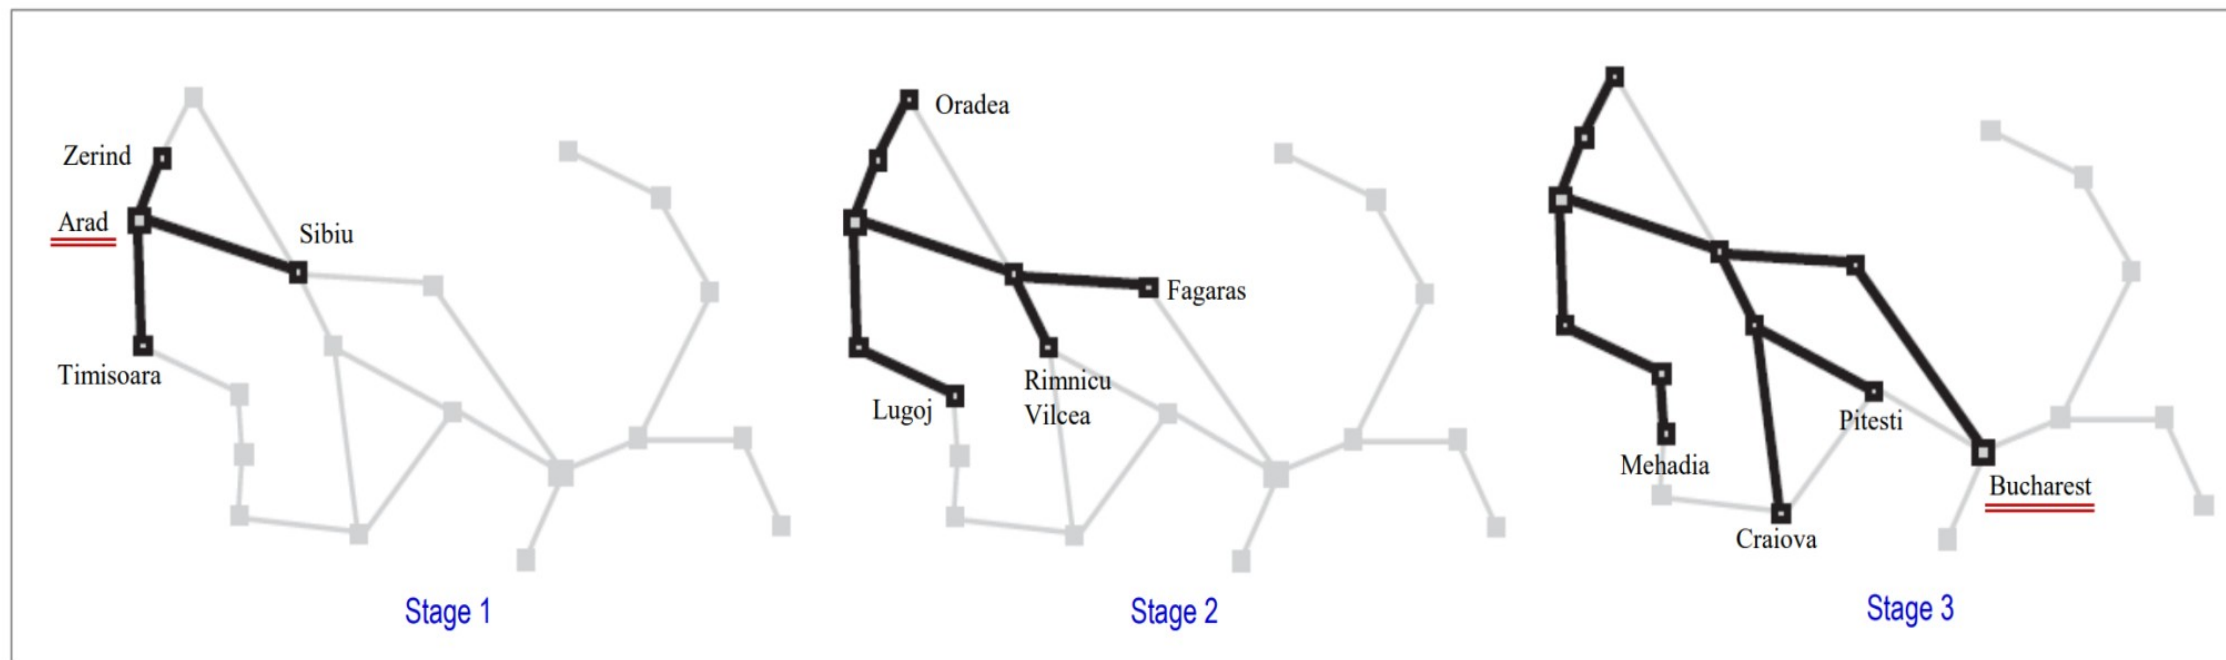 Zerind
Arad
Sibiu
Timisoara
Stage 1
Oradea
Fagaras
Rimnicu
Vilcea
Lugoj
Stage 2
Pitesti
Mehadia
Bucharest
Craiova
Stage 3